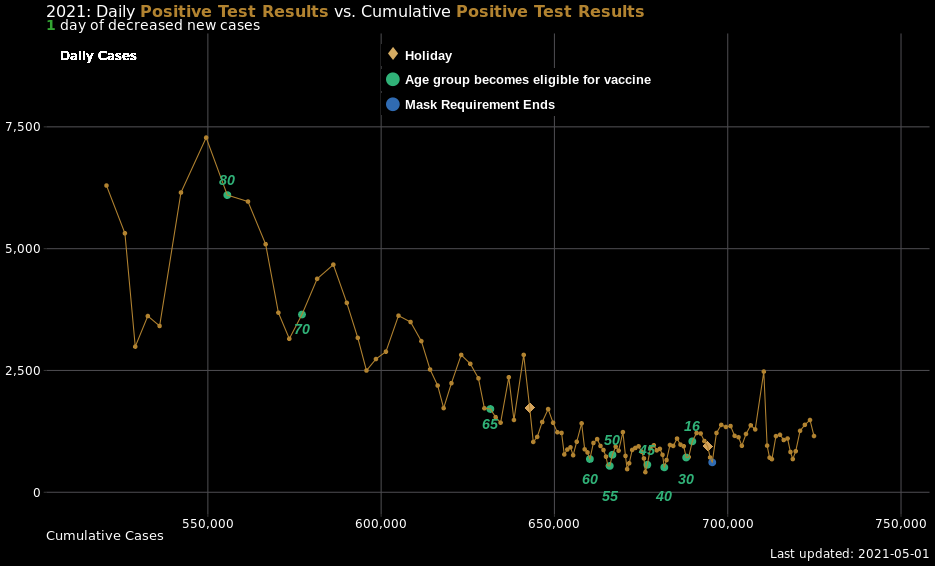 2021: Daily Positive Test Results vs. Cumulative Positive Test Results
1 day of decreased new cases
Daily Cases
Holiday
Age group becomes eligible for vaccine
Mask Requirement Ends
7,500
80
5,000
70
2,500
65
16
50
45
60
30
0
55
40
550,000
600,000
650,000
700,000
750,000
Cumulative Cases
Last updated: 2021-05-01